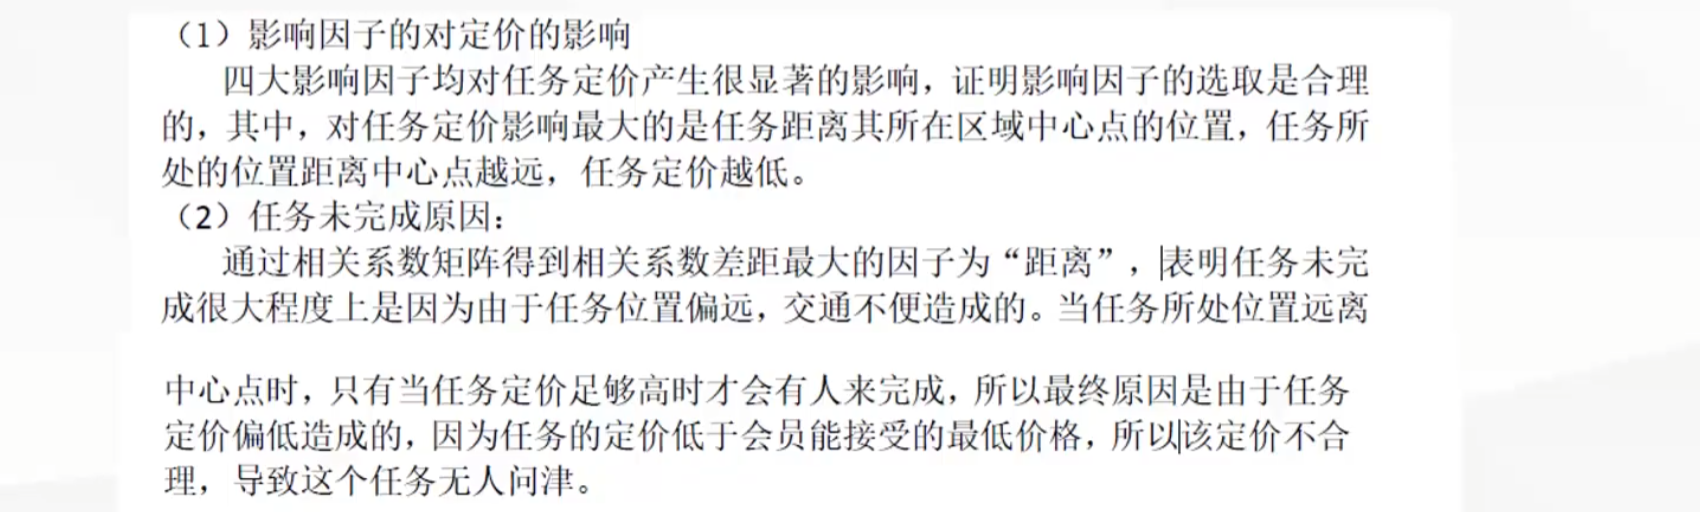 （1）影响因子的对定价的影响
四大影响因子均对任务定价产生很显著的影响，证明影响因子的选取是合理
的，其中，对任务定价影响最大的是任务距离其所在区域中心点的位置，任务所
处的位置距离中心点越远，任务定价越低。
（2）任务未完成原因：
通过相关系数矩阵得到相关系数差距最大的因子为“距离”，表明任务未完
成很大程度上是因为由于任务位置偏远，交通不便造成的。当任务所处位置远离
中心点时，只有当任务定价足够高时才会有人来完成，所以最终原因是由于任务
定价偏低造成的，因为任务的定价低于会员能接受的最低价格，所以该定价不合
理，导致这个任务无人问津。